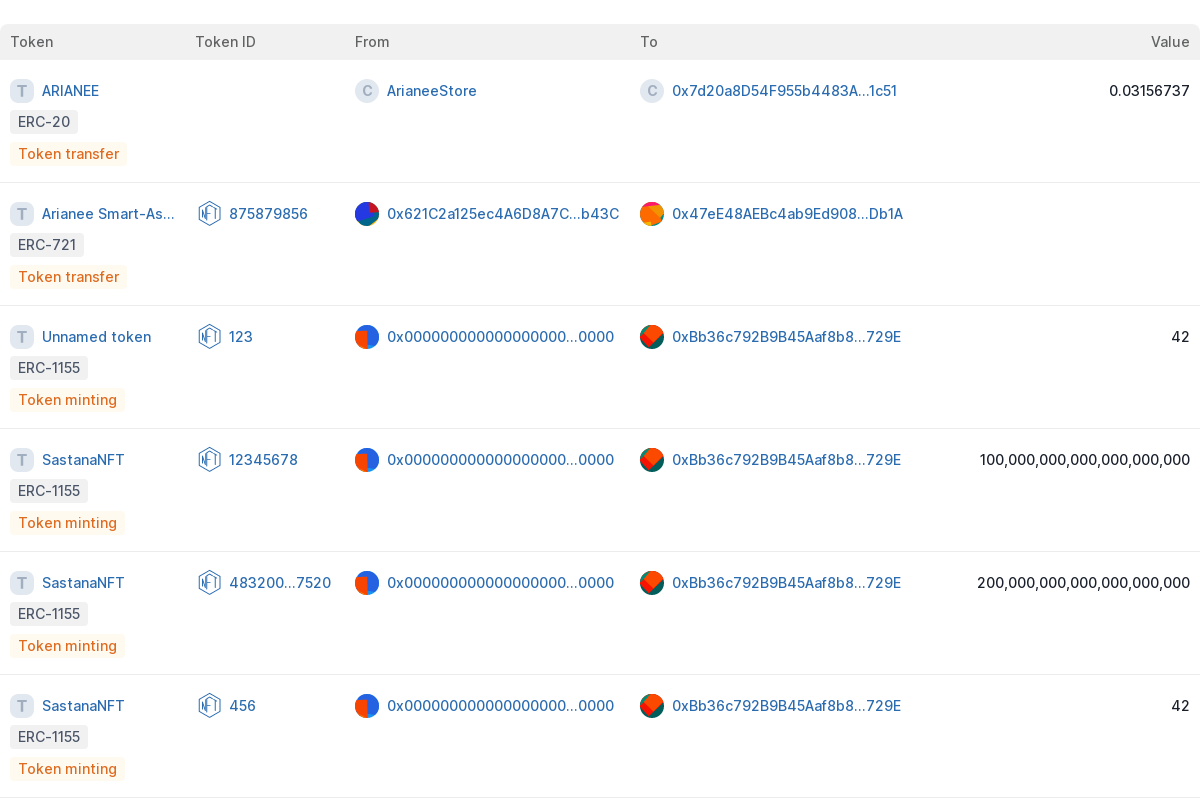 Token Token ID From To Value
T ARIANEE C ArianeeStore C 0x7d20a8D54F955b4483A...1c51 0.03156737
ERC-20
Token transfer
T Arianee Smart-As... NFT 875879856 0x621C2a125ec4A6D8A7C...b43C 0x47eE48AEBc4ab9Ed908...Db1A
ERC-721
Token transfer
T Unnamed token NFT 123 0x000000000000000000...0000 0xBb36c792B9B45Aaf8b8...729E 42
ERC-1155
Token minting
T SastanaNFT NFT 12345678 0x000000000000000000...0000 0xBb36c792B9B45Aaf8b8...729E 100,000,000,000,000,000,000
ERC-1155
Token minting
T SastanaNFT NFT 483200...7520 0x000000000000000000...0000 0xBb36c792B9B45Aaf8b8...729E 200,000,000,000,000,000,000
ERC-1155
Token minting
T SastanaNFT NFT 456 0x000000000000000000...0000 0xBb36c792B9B45Aaf8b8...729E 42
ERC-1155
Token minting